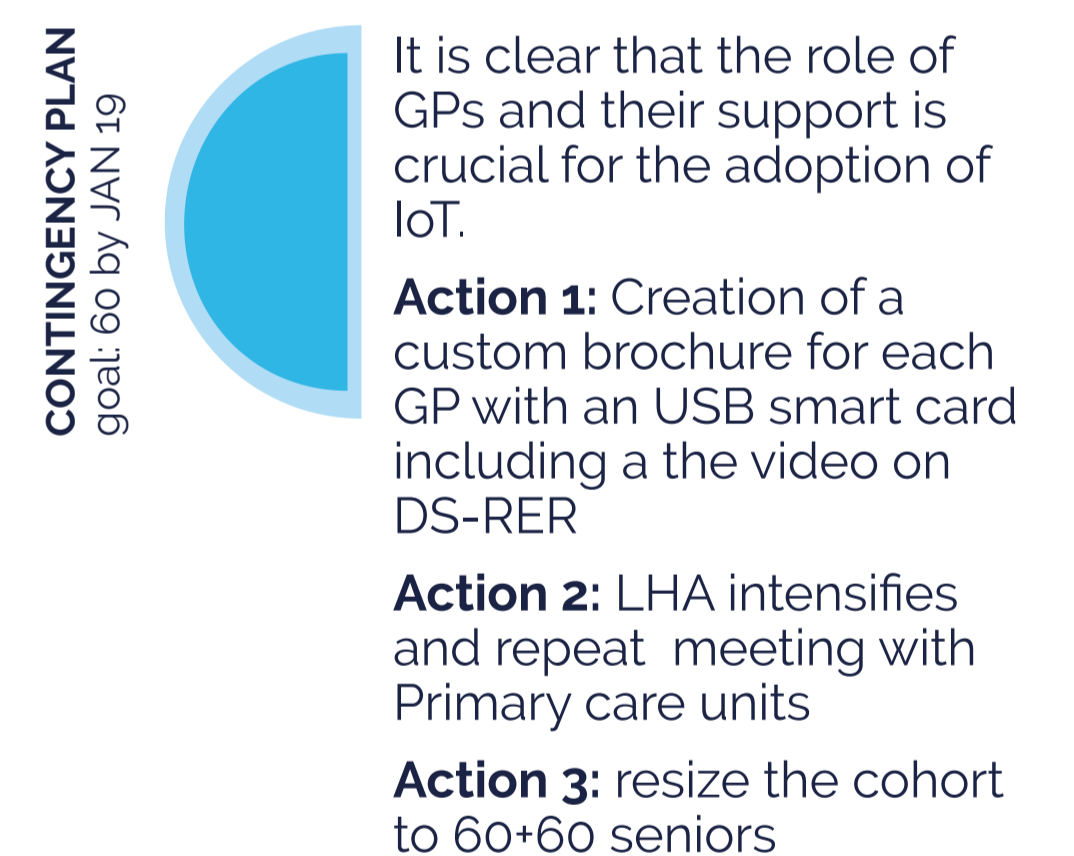 CONTINGENCY PLAN
goal: 60 by JAN 19
It is clear that the role of
GPs and their support is
crucial for the adoption of
IoT.
Action 1: Creation of a
custom brochure for each
GP with an USB smart card
including a the video on
DS-RER
Action 2: LHA intensifies
and repeat  meeting with
Primary care units
Action 3: resize the cohort
to 60+60 seniors